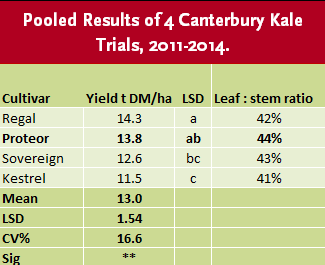 Pooled Results of 4 Canterbury Kale
Trials, 2011-2014.
Cultivar Yield t DM/ha LSD Leaf : stem ratio
Regal 14.3 a 42%
Proteor 13.8 ab 44%
Sovereign 12.6 bc 43%
Kestrel 11.5 c 41%
Mean 13.0
LSD 1.54
CV% 16.6
Sig **